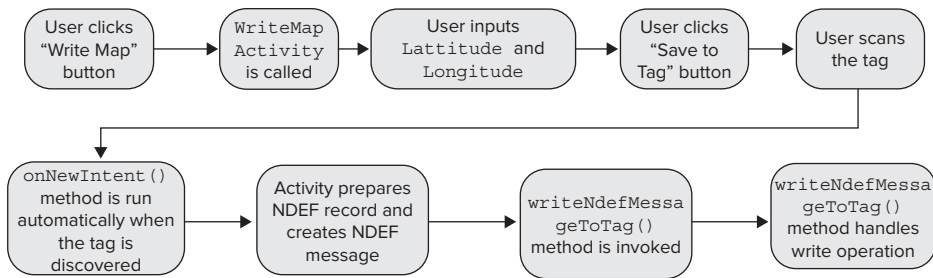 User clicks
“Write Map”
button
WriteMap
Activity
is called
User inputs
Lattitude and
Longitude
User clicks
“Save to
Tag” button
User scans
the tag
onNewIntent()
method is run
automatically when
the tag is
discovered
Activity prepares
NDEF record and
creates NDEF
message
writeNdefMessa
geToTag()
method is invoked
writeNdefMessa
geToTag()
method handles
write operation